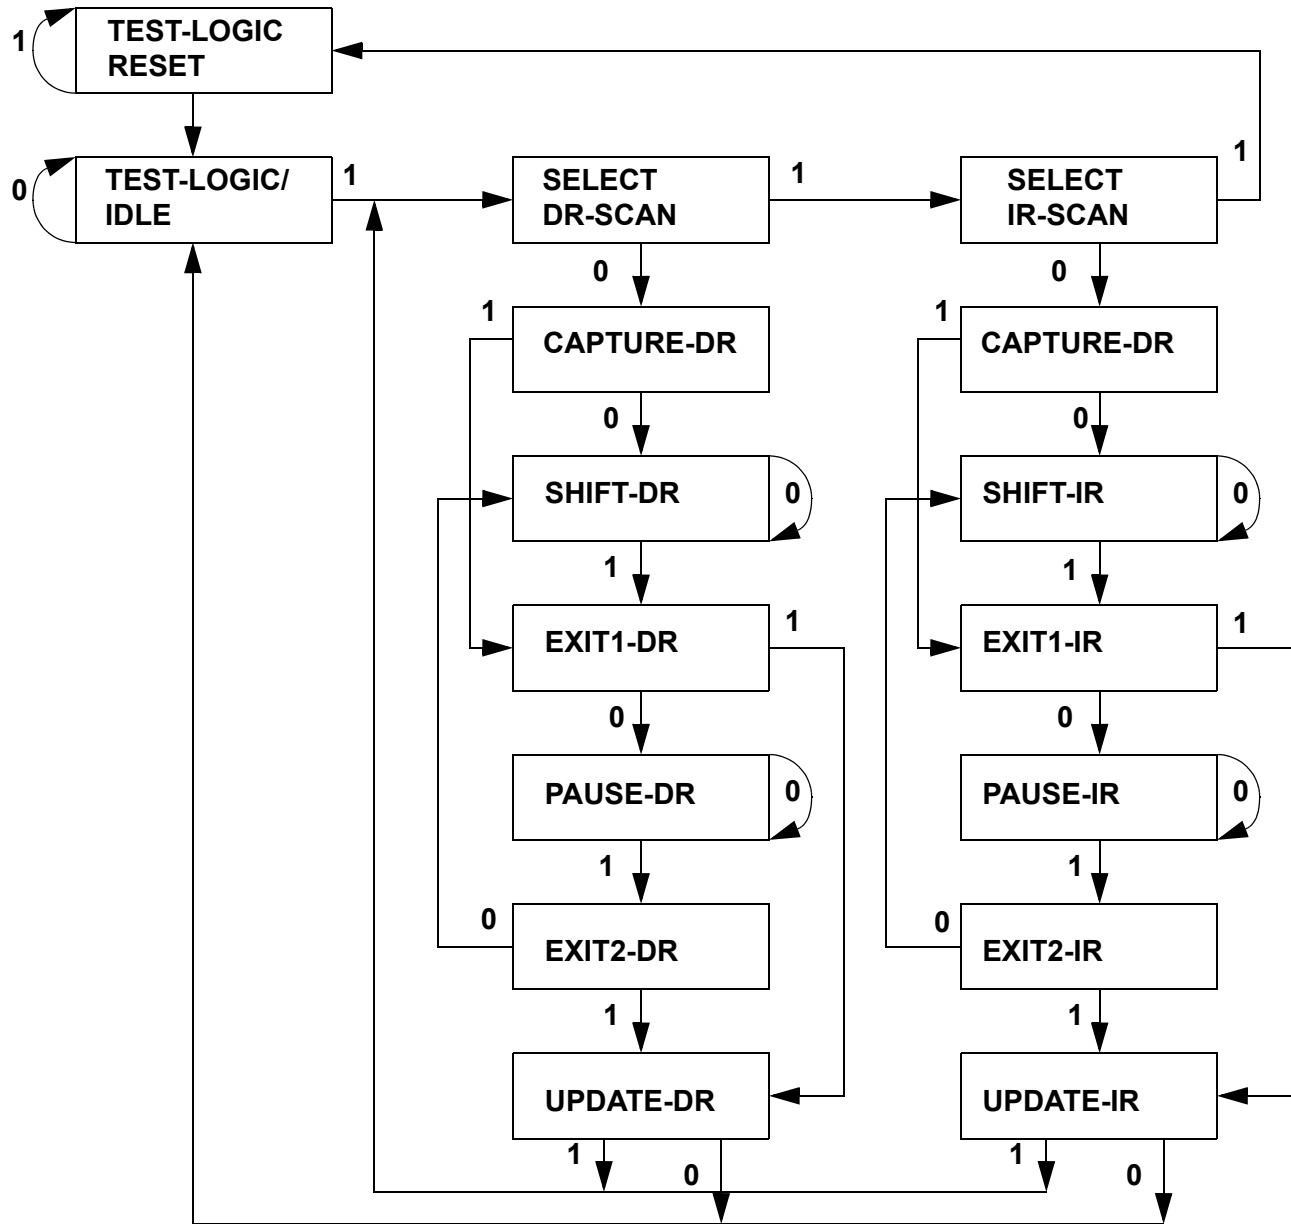 1
TEST-LOGIC
RESET
0
TEST-LOGIC/
IDLE
1
SELECT
DR-SCAN
1
SELECT
IR-SCAN
1
0
0
1
CAPTURE-DR
1
CAPTURE-DR
0
0
SHIFT-DR
0
SHIFT-IR
0
1
1
EXIT1-DR
1
EXIT1-IR
1
0
0
PAUSE-DR
0
PAUSE-IR
0
1
1
0
EXIT2-DR
0
EXIT2-IR
1
1
UPDATE-DR
UPDATE-IR
1
0
1
0